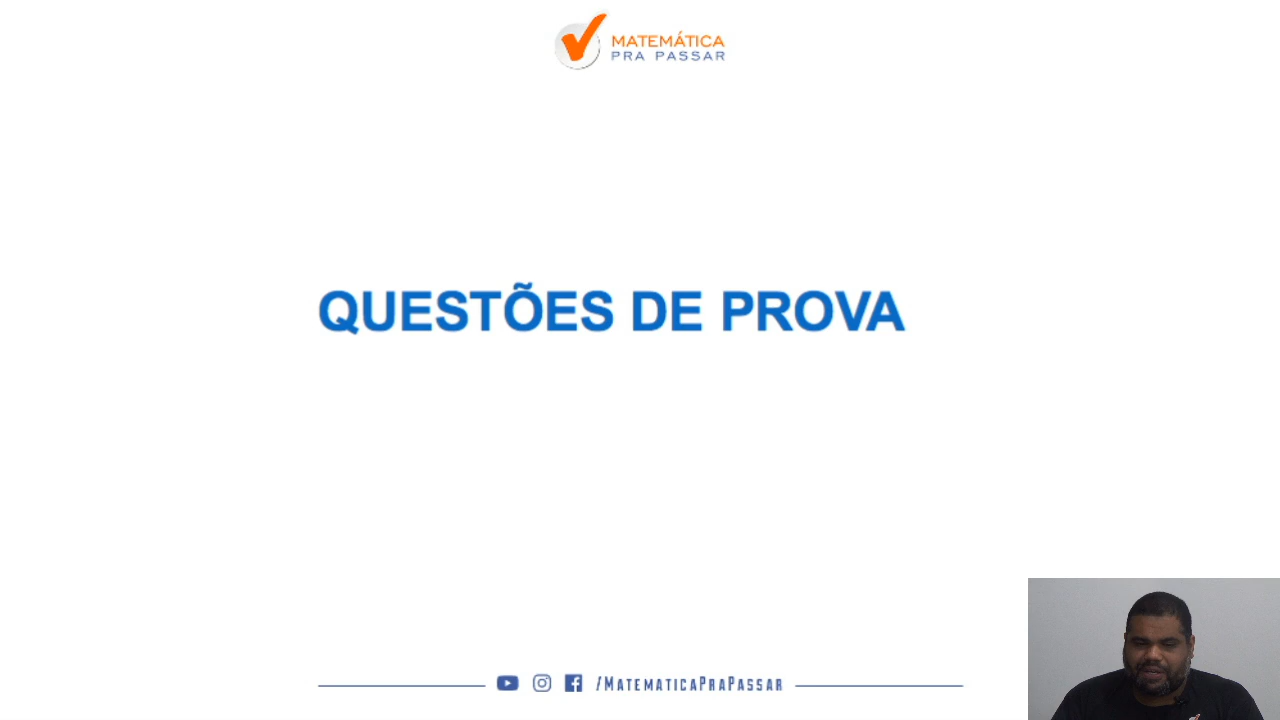 MATEMÁTICA
PRA PASSAR
QUESTÕES DE PROVA
/MATEMATICAPRAPASSAR